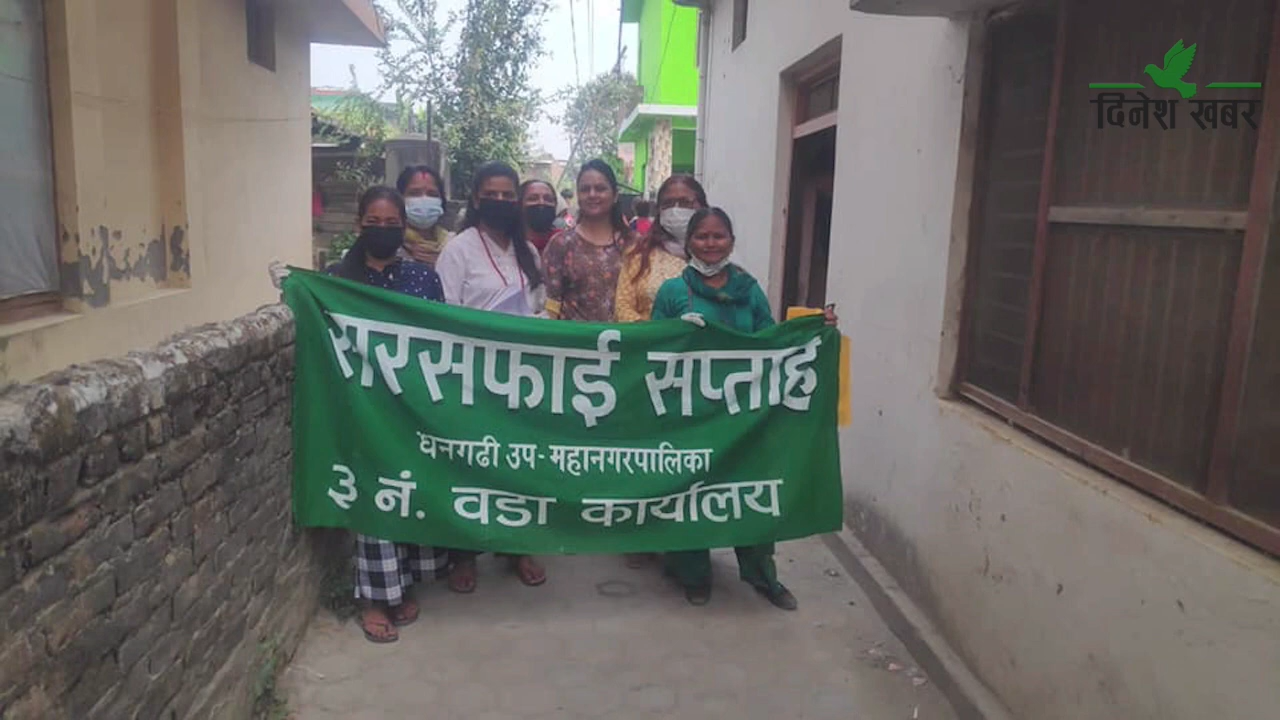 दिनेश खबर
सरसफाई सप्ताह
धनगढी उप-महानगरपालिका
३ नं. वडा कार्यालय